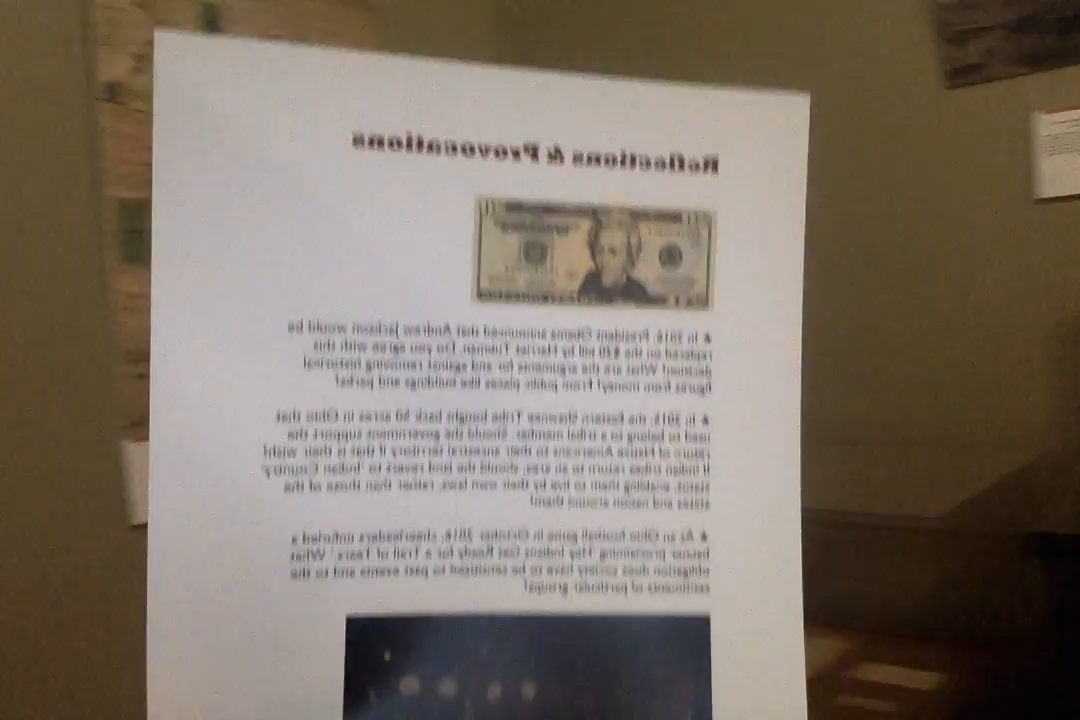 Reflections & Provocations
★ In 2016, President Obama announced that Andrew Jackson would be
replaced on the $20 bill by Harriet Tubman. Do you agree with this
decision? What are the arguments for and against removing historical
figures from money? From public places like buildings and parks?
★ In 2015, the Eastern Shawnee Tribe bought back 50 acres in Ohio that
used to belong to a tribal member. Should the government support the
return of Native Americans to their ancestral territory if that is their wish?
If Indian tribes return to an area, should the land revert to "Indian Country"
status, enabling them to live by their own laws, rather than those of the
states and nation around them?
★ At an Ohio football game in October 2016, cheerleaders unfurled a
banner proclaiming "Hey Indians Get Ready for a Trail of Tears". What
obligation does society have to be sensitized to past events and to the
sentiments of particular groups?